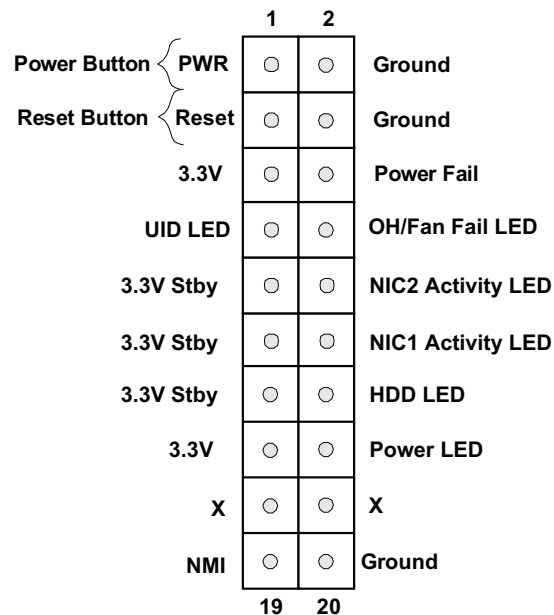 1 2
Power Button PWR Ground
Reset Button Reset Ground
3.3V Power Fail
UID LED OH/Fan Fail LED
3.3V Stby NIC2 Activity LED
3.3V Stby NIC1 Activity LED
3.3V Stby HDD LED
3.3V Power LED
X X
NMI Ground
19 20